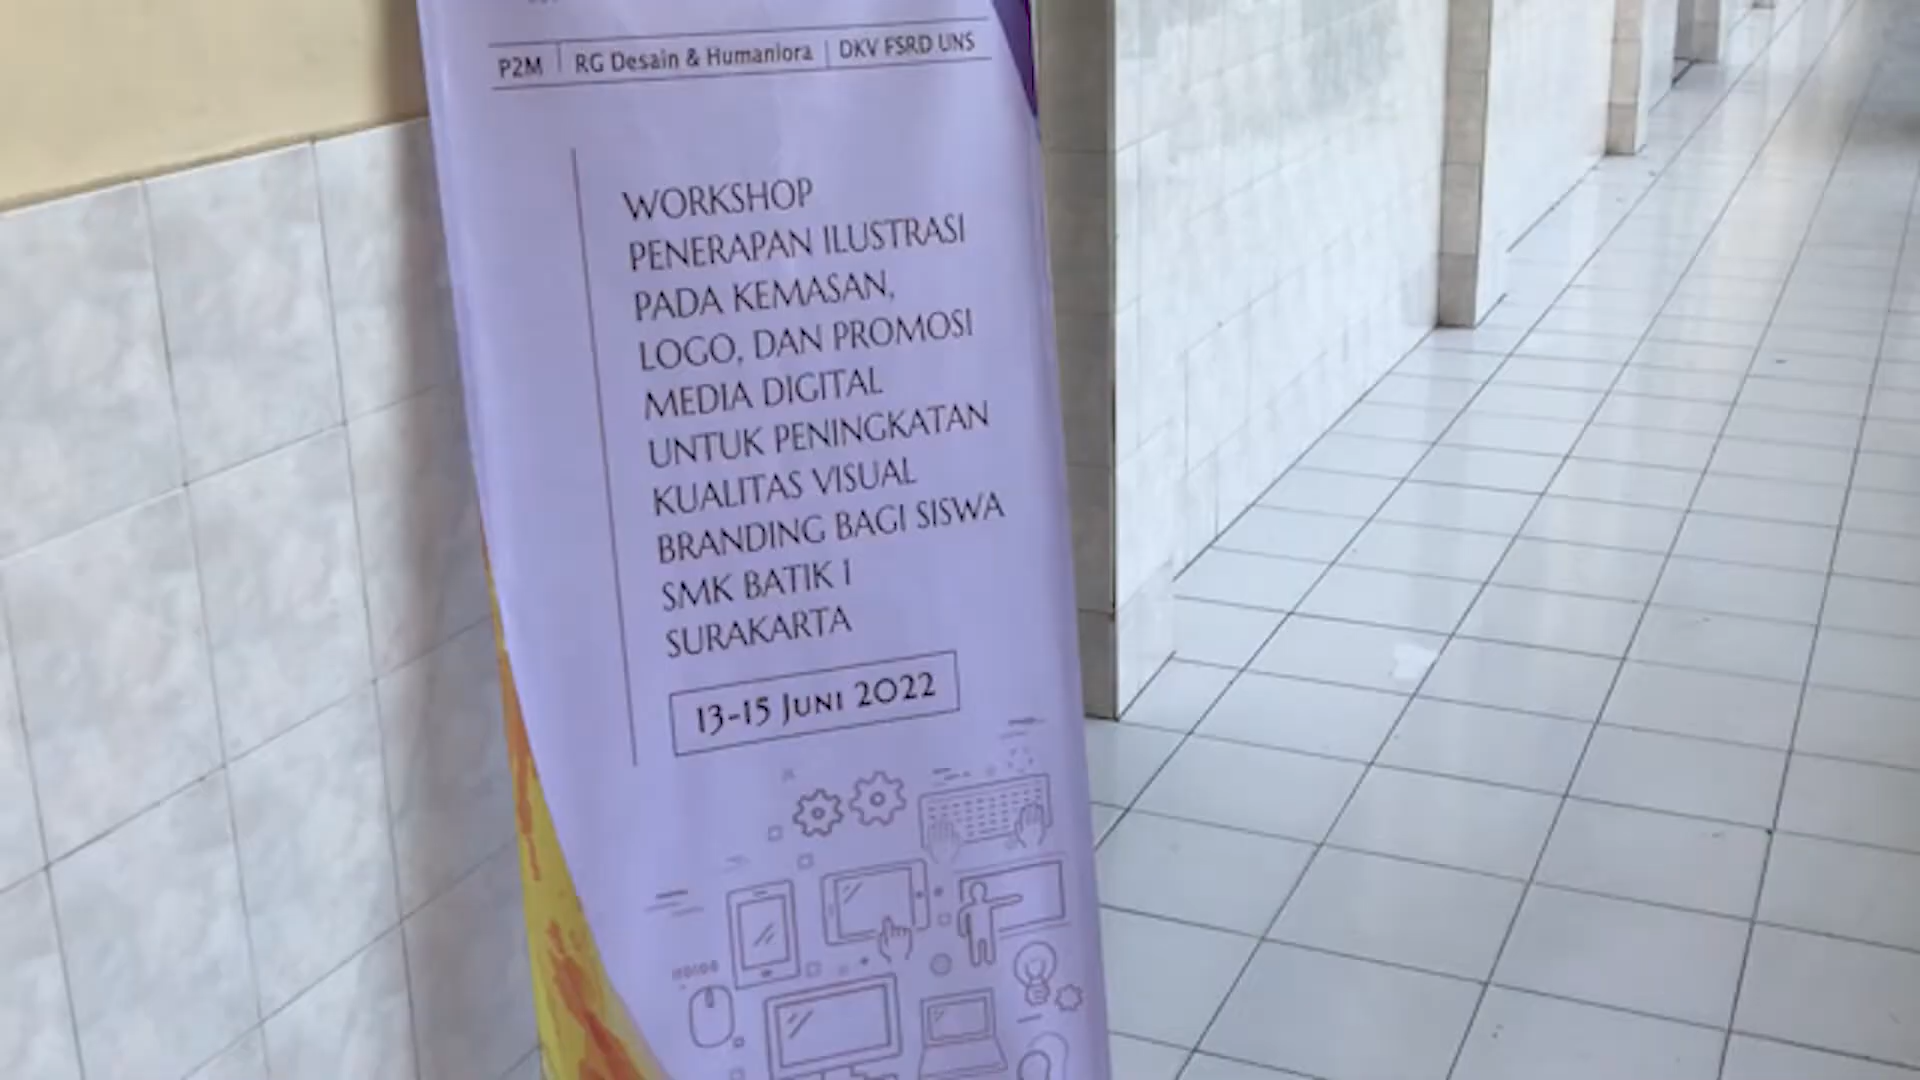 P2M | RG Desain & Humaniora | DKV FSRD UNS
WORKSHOP
PENERAPAN ILUSTRASI
PADA KEMASAN,
LOGO, DAN PROMOSI
MEDIA DIGITAL
UNTUK PENINGKATAN
KUALITAS VISUAL
BRANDING BAGI SISWA
SMK BATIK I
SURAKARTA
13-15 JUNI 2022